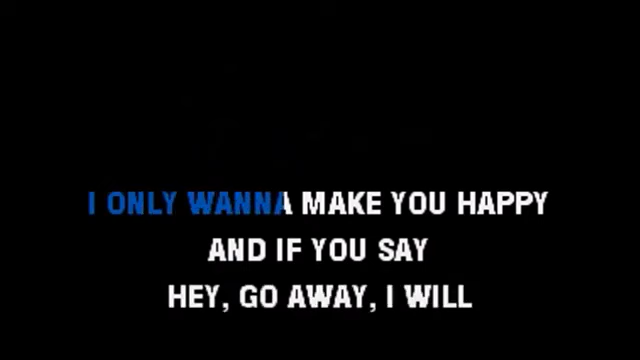 I ONLY WANNA MAKE YOU HAPPY
AND IF YOU SAY
HEY, GO AWAY, I WILL